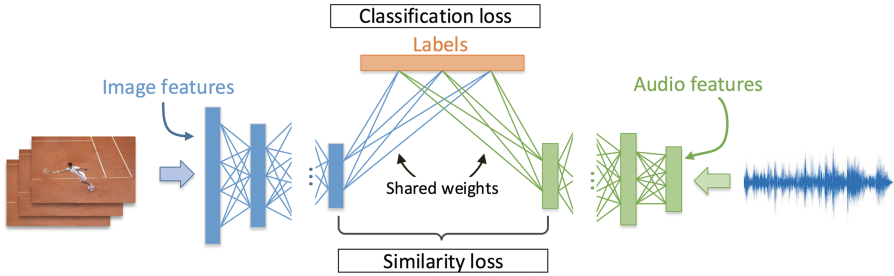 Classification loss
Labels
Image features
Audio features
Shared weights
Similarity loss